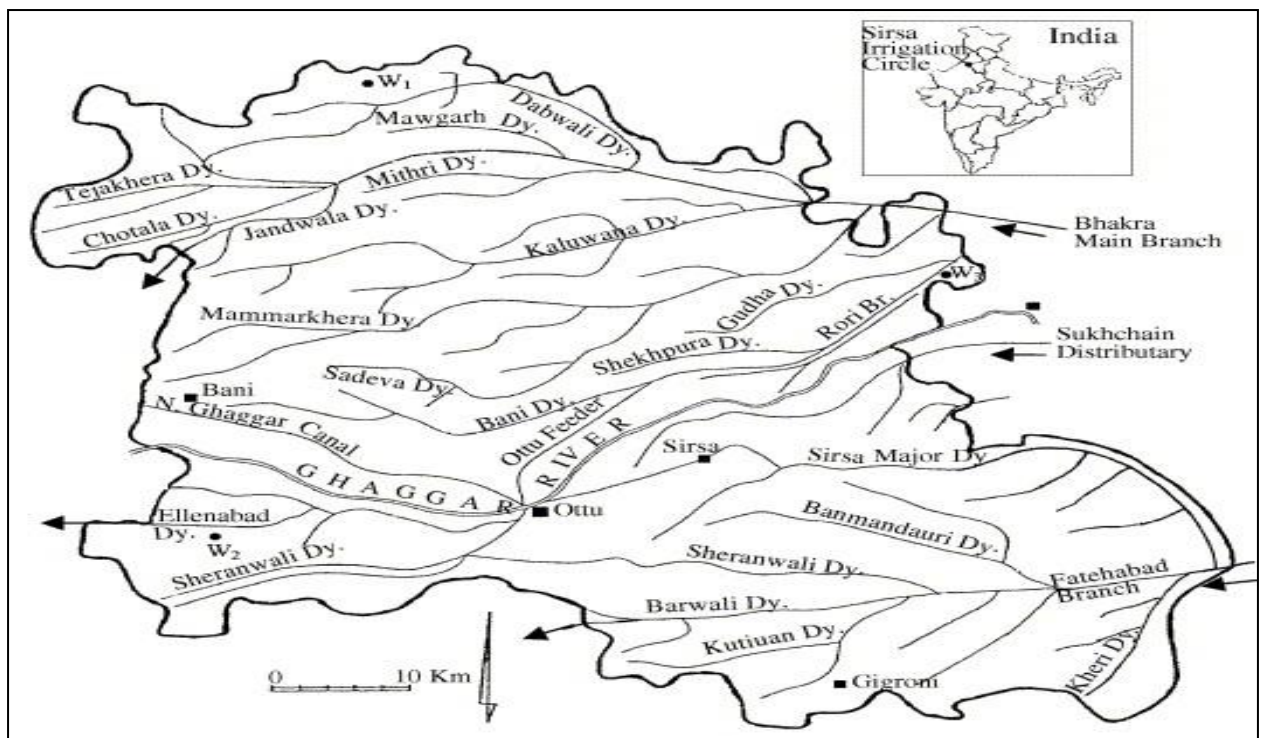 Sirsa
Irrigation
Circle
India
W1
Dabwali Dy.
Mawgarh Dy.
Mithri Dy.
Tejakhera Dy.
Chotala Dy.
Jandwala Dy.
Kaluwana Dy.
Bhakra
Main Branch
W3
Gudha Dy.
Rori Br.
Mammarkhera Dy
Shekhpura Dy.
Sukhchain
Distributary
Sadeva Dy.
Bani
Bani Dy.
N. Ghaggar Canal
Ottu Feeder
GHAGGAR RIVER
Sirsa
Sirsa Major Dy
Ottu
Ellenabad
Dy.
W2
Banmandauri Dy.
Sheranwali Dy.
Sheranwali Dy.
Fatehabad
Branch
Barwali Dy.
Kutiuan Dy.
Kheri Dy.
Gigroni
0 10 Km